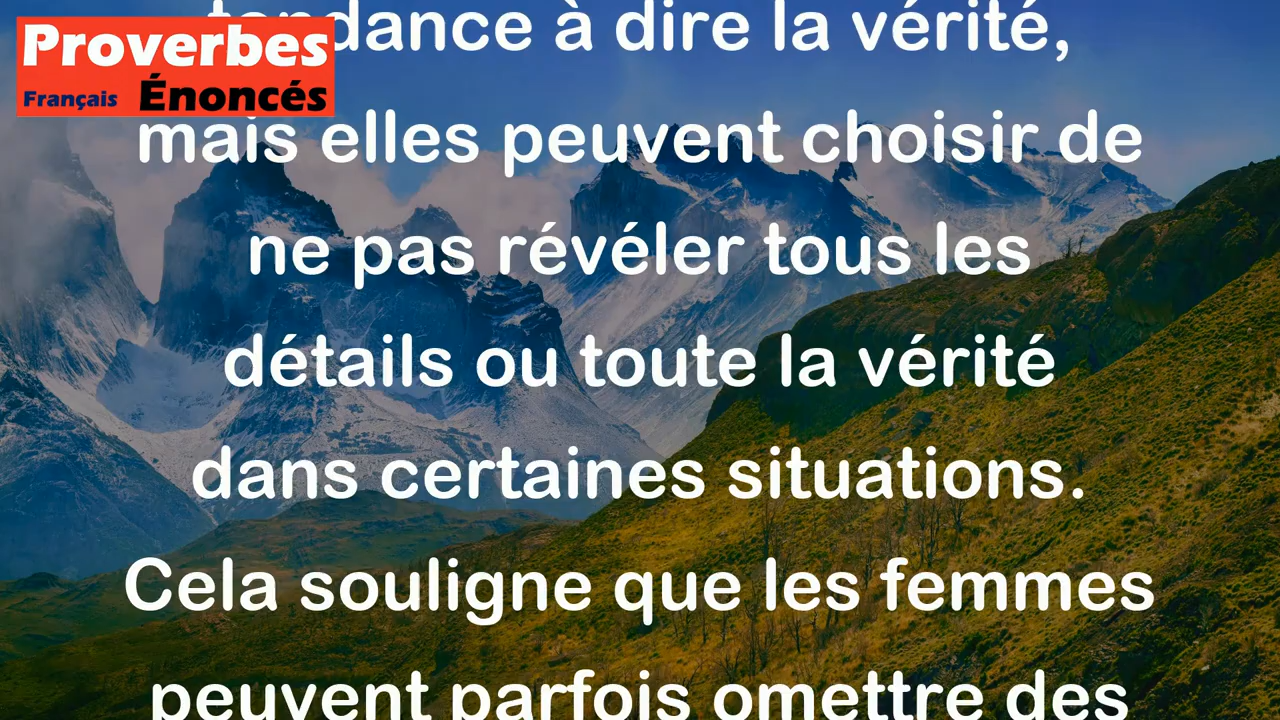 Proverbes
Français Énoncés
tendance à dire la vérité,
mais elles peuvent choisir de
ne pas révéler tous les
détails ou toute la vérité
dans certaines situations.
Cela souligne que les femmes
peuvent parfois omettre des